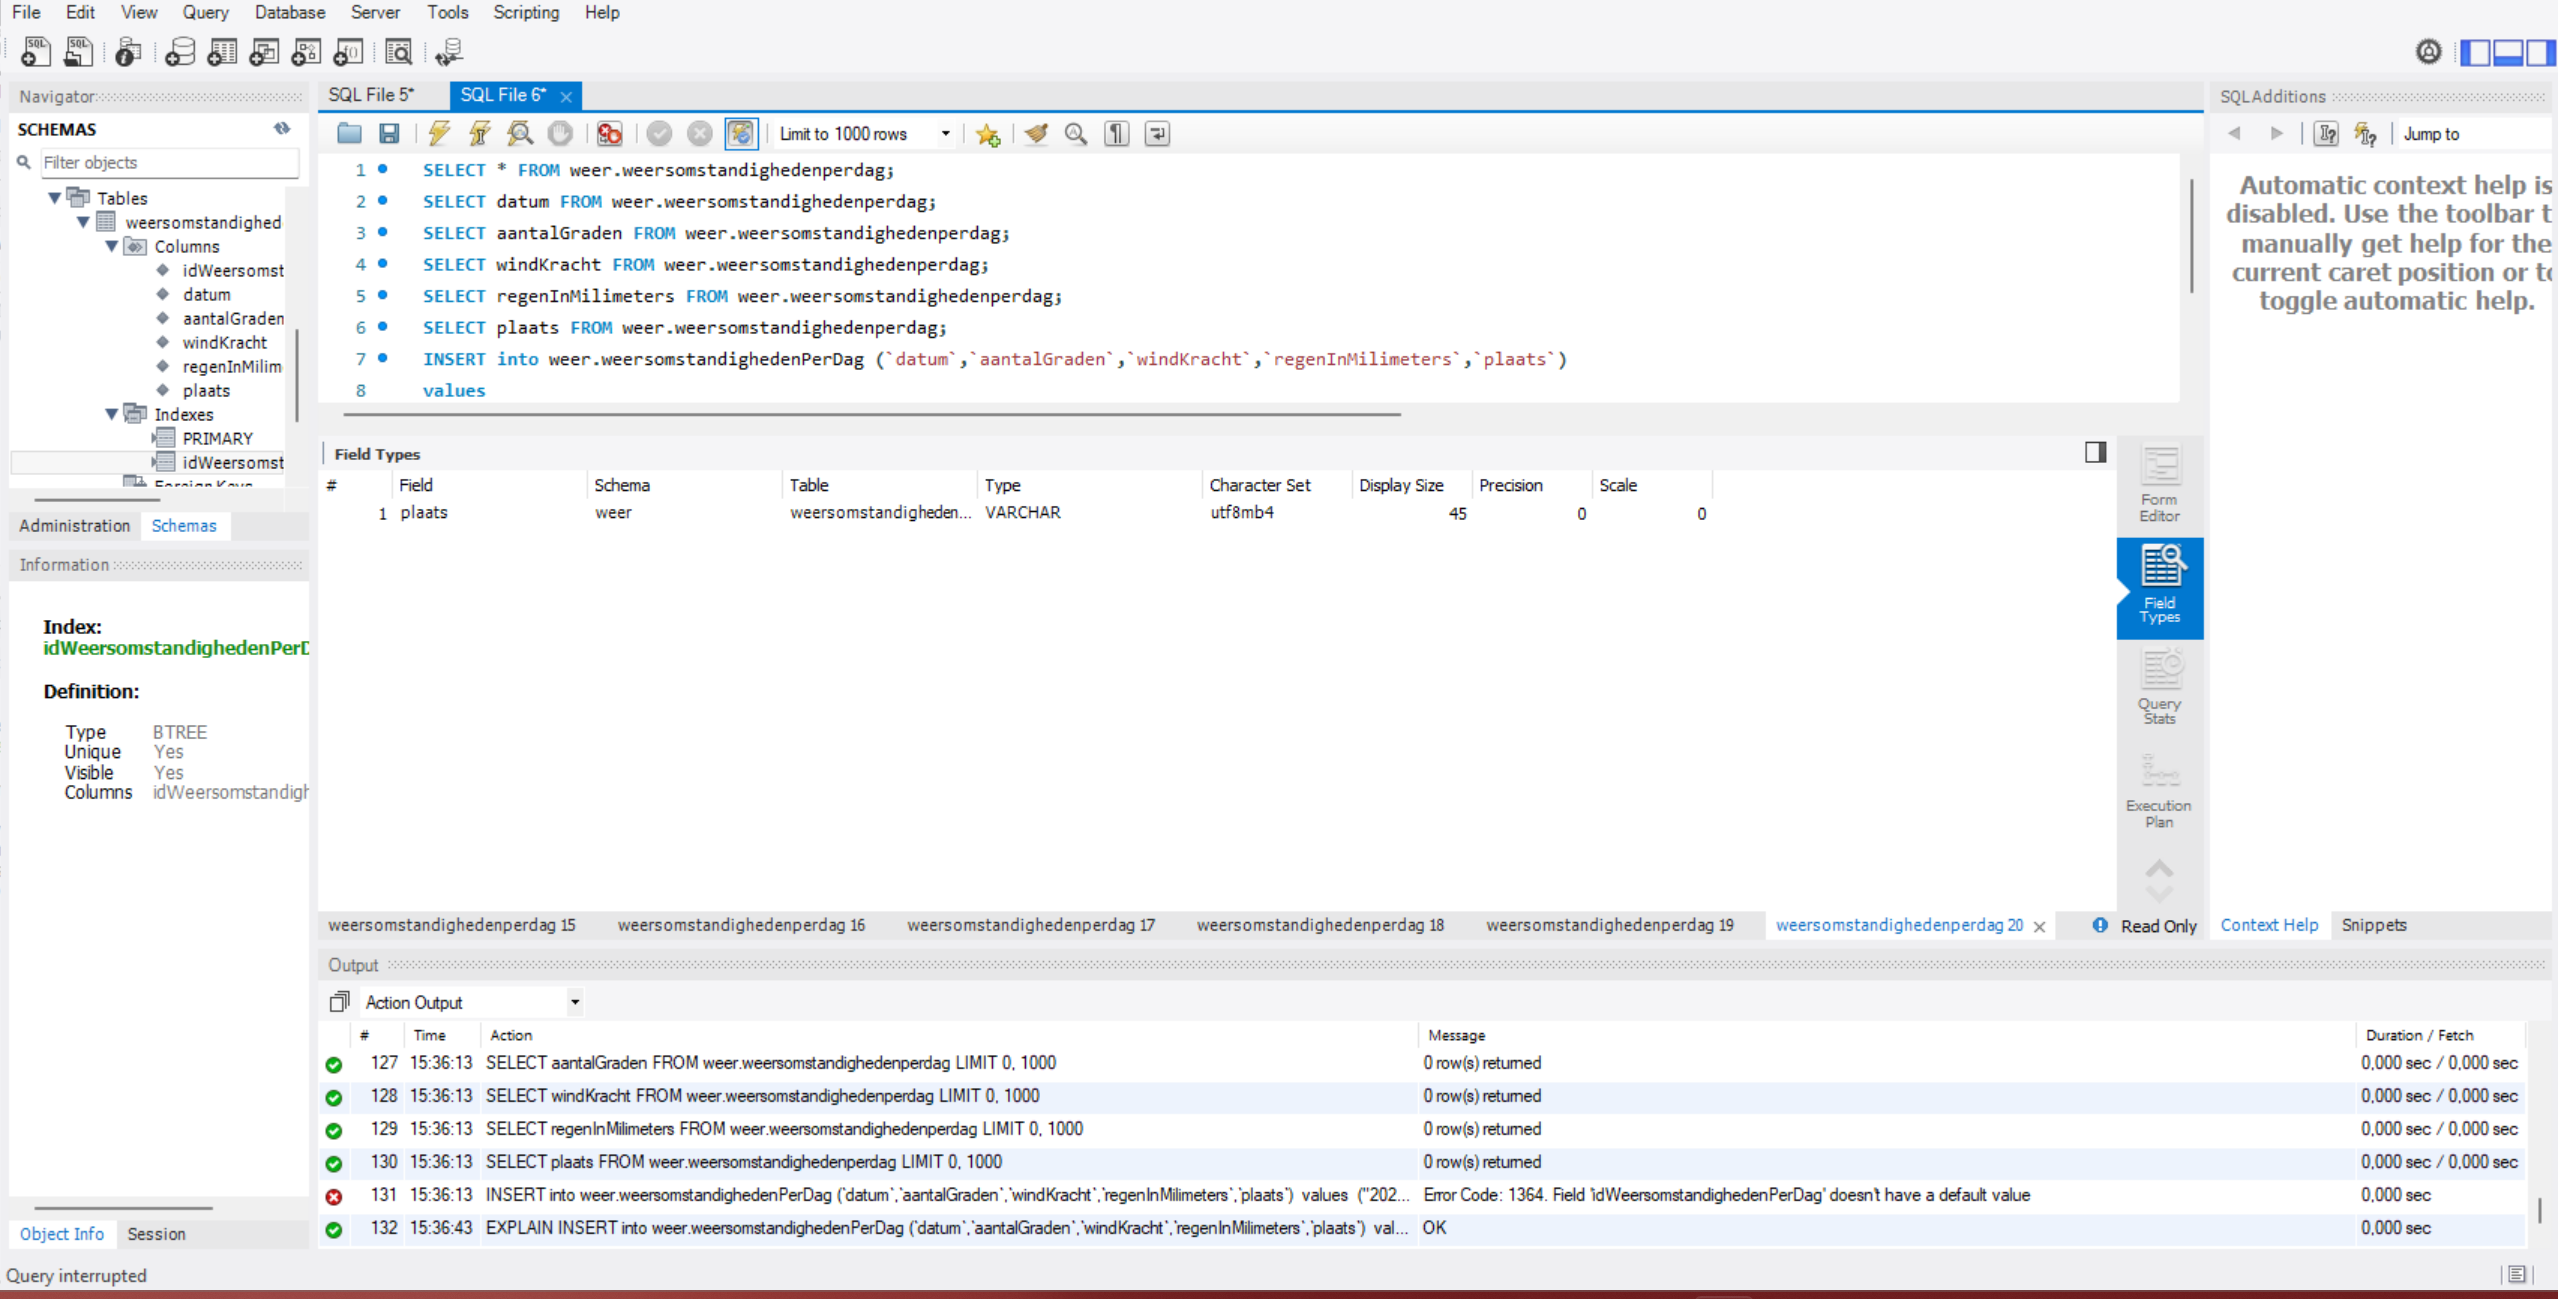 File Edit View Query Database Server Tools Scripting Help
Navigator
SCHEMAS
Filter objects
Tables
weersomstandighed
Columns
idWeersomst
datum
aantalGraden
windKracht
regenInMilim
plaats
Indexes
PRIMARY
idWeersomst
Foreign Keys
Administration Schemas
Information
Index:
idWeersomstandighedenPerD
Definition:
Type BTREE
Unique Yes
Visible Yes
Columns idWeersomstandigh
Object Info Session
Query interrupted
SQL File 5* SQL File 6*
Limit to 1000 rows
1 SELECT * FROM weer.weersomstandighedenperdag;
2 SELECT datum FROM weer.weersomstandighedenperdag;
3 SELECT aantalGraden FROM weer.weersomstandighedenperdag;
4 SELECT windKracht FROM weer.weersomstandighedenperdag;
5 SELECT regenInMilimeters FROM weer.weersomstandighedenperdag;
6 SELECT plaats FROM weer.weersomstandighedenperdag;
7 INSERT into weer.weersomstandighedenPerDag (`datum`,`aantalGraden`,`windKracht`,`regenInMilimeters`,`plaats`)
8 values
Field Types
# Field Schema Table Type Character Set Display Size Precision Scale
1 plaats weer weersomstandigheden... VARCHAR utf8mb4 45 0 0
Form
Editor
Field
Types
Query
Stats
Execution
Plan
weersomstandighedenperdag 15 weersomstandighedenperdag 16 weersomstandighedenperdag 17 weersomstandighedenperdag 18 weersomstandighedenperdag 19 weersomstandighedenperdag 20 Read Only
Output
Action Output
# Time Action Message Duration / Fetch
127 15:36:13 SELECT aantalGraden FROM weer.weersomstandighedenperdag LIMIT 0, 1000 0 row(s) returned 0,000 sec / 0,000 sec
128 15:36:13 SELECT windKracht FROM weer.weersomstandighedenperdag LIMIT 0, 1000 0 row(s) returned 0,000 sec / 0,000 sec
129 15:36:13 SELECT regenInMilimeters FROM weer.weersomstandighedenperdag LIMIT 0, 1000 0 row(s) returned 0,000 sec / 0,000 sec
130 15:36:13 SELECT plaats FROM weer.weersomstandighedenperdag LIMIT 0, 1000 0 row(s) returned 0,000 sec / 0,000 sec
131 15:36:13 INSERT into weer.weersomstandighedenPerDag (`datum`,`aantalGraden`,`windKracht`,`regenInMilimeters`,`plaats`) values ("202... Error Code: 1364. Field 'idWeersomstandighedenPerDag' doesn't have a default value 0,000 sec
132 15:36:43 EXPLAIN INSERT into weer.weersomstandighedenPerDag (`datum`,`aantalGraden`,`windKracht`,`regenInMilimeters`,`plaats`) val... OK 0,000 sec
SQLAdditions
Jump to
Automatic context help is
disabled. Use the toolbar t
manually get help for the
current caret position or to
toggle automatic help.
Context Help Snippets